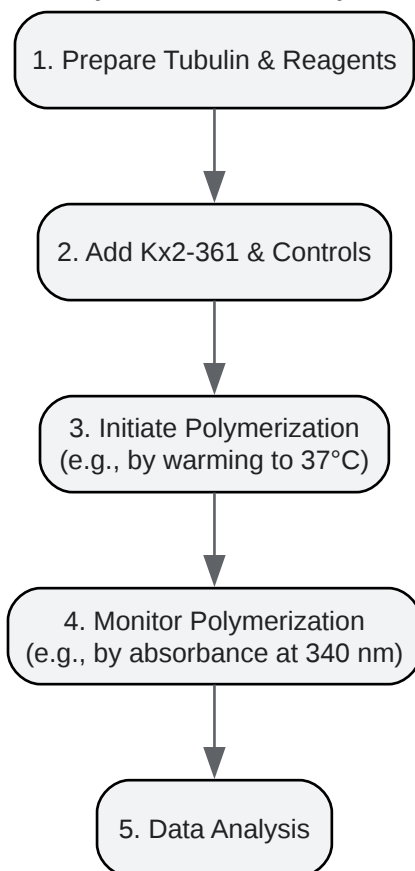 1. Prepare Tubulin & Reagents
2. Add Kx2-361 & Controls
3. Initiate Polymerization
(e.g., by warming to 37°C)
4. Monitor Polymerization
(e.g., by absorbance at 340 nm)
5. Data Analysis